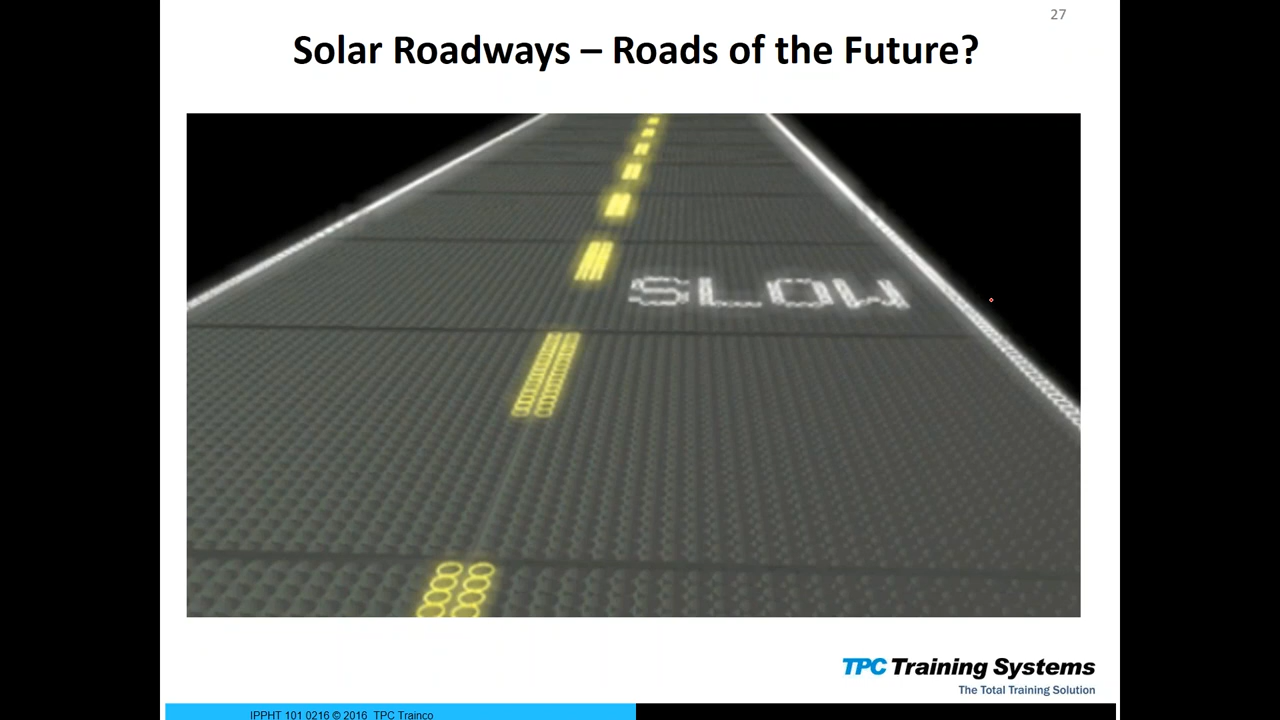 27
Solar Roadways – Roads of the Future?
SLOW
TPC Training Systems
The Total Training Solution
IPPHT 101 0216 © 2016 TPC Trainco